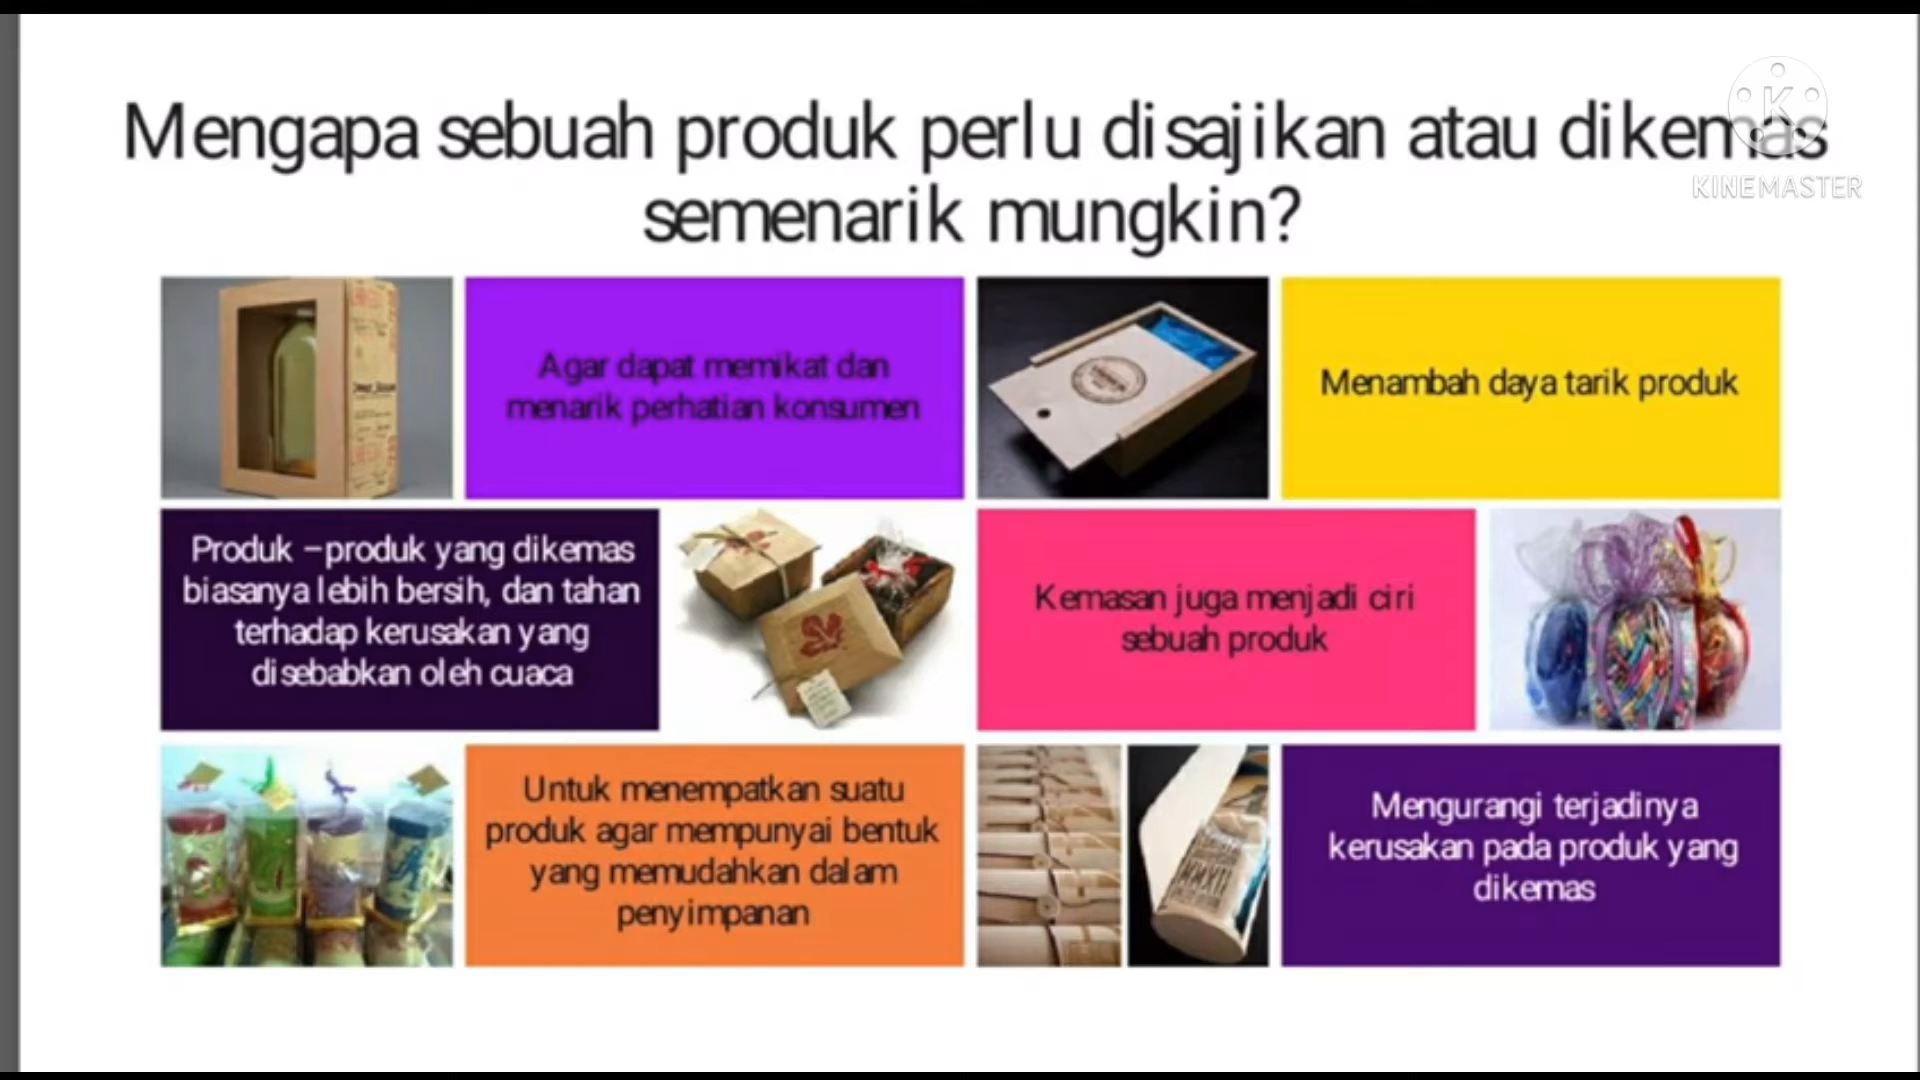 Mengapa sebuah produk perlu disajikan atau dikemas
semenarik mungkin?
KINEMASTER
Agar dapat memikat dan
menarik perhatian konsumen
Menambah daya tarik produk
Produk –produk yang dikemas
biasanya lebih bersih, dan tahan
terhadap kerusakan yang
disebabkan oleh cuaca
Kemasan juga menjadi ciri
sebuah produk
Untuk menempatkan suatu
produk agar mempunyai bentuk
yang memudahkan dalam
penyimpanan
Mengurangi terjadinya
kerusakan pada produk yang
dikemas